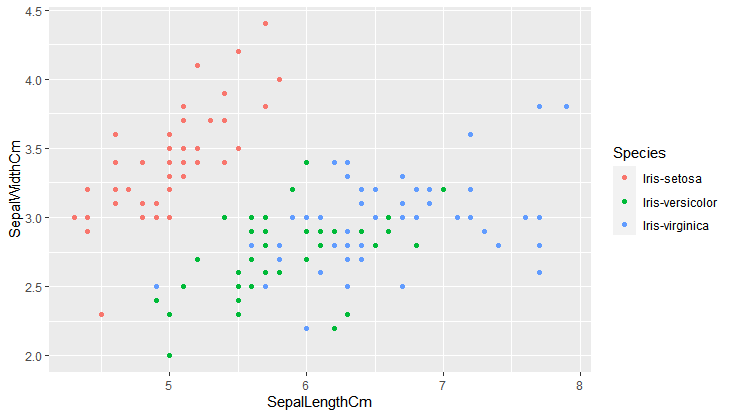 4.5
4.0
3.5
3.0
2.5
2.0
SepalWidthCm
5
6
7
8
SepalLengthCm
Species
Iris-setosa
Iris-versicolor
Iris-virginica